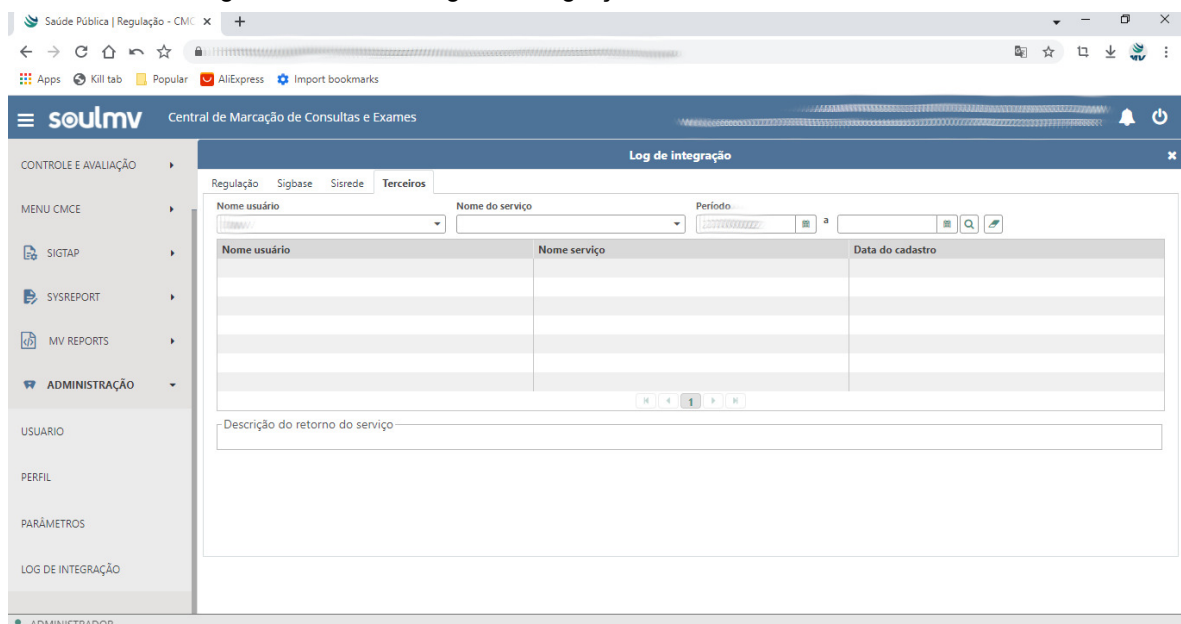 Saúde Pública | Regulação - CMC
Apps Kill tab Popular AliExpress Import bookmarks
soulmv Central de Marcação de Consultas e Exames
Log de integração
CONTROLE E AVALIAÇÃO
MENU CMCE
SIGTAP
SYSREPORT
MV REPORTS
ADMINISTRAÇÃO
USUARIO
PERFIL
PARÂMETROS
LOG DE INTEGRAÇÃO
ADMINISTRADOR
Regulação Sigbase Sisrede Terceiros
Nome usuário Nome do serviço Período
a
Nome usuário Nome serviço Data do cadastro
1
Descrição do retorno do serviço